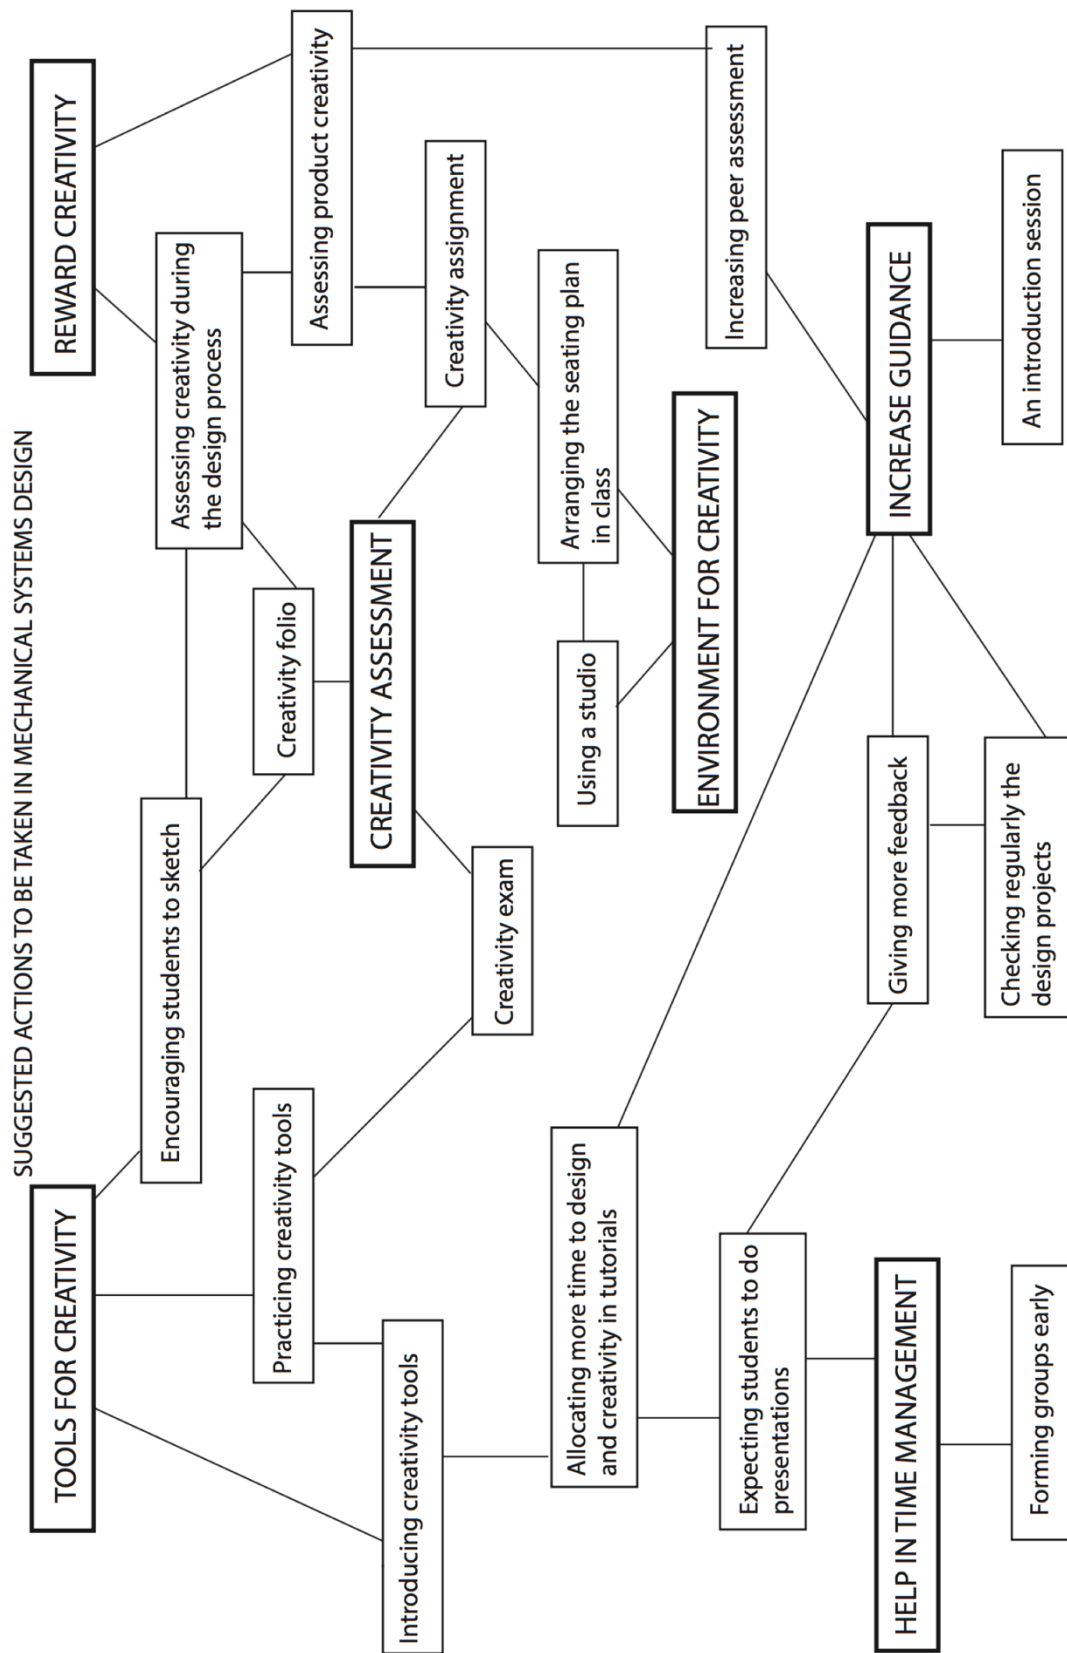 SUGGESTED ACTIONS TO BE TAKEN IN MECHANICAL SYSTEMS DESIGN
TOOLS FOR CREATIVITY
REWARD CREATIVITY
Encouraging students to sketch
Assessing creativity during
the design process
Practicing creativity tools
Creativity folio
Assessing product creativity
Introducing creativity tools
CREATIVITY ASSESSMENT
Creativity assignment
Creativity exam
Allocating more time to design
and creativity in tutorials
Using a studio
Arranging the seating plan
in class
ENVIRONMENT FOR CREATIVITY
Increasing peer assessment
Expecting students to do
presentations
HELP IN TIME MANAGEMENT
Giving more feedback
INCREASE GUIDANCE
Forming groups early
Checking regularly the
design projects
An introduction session